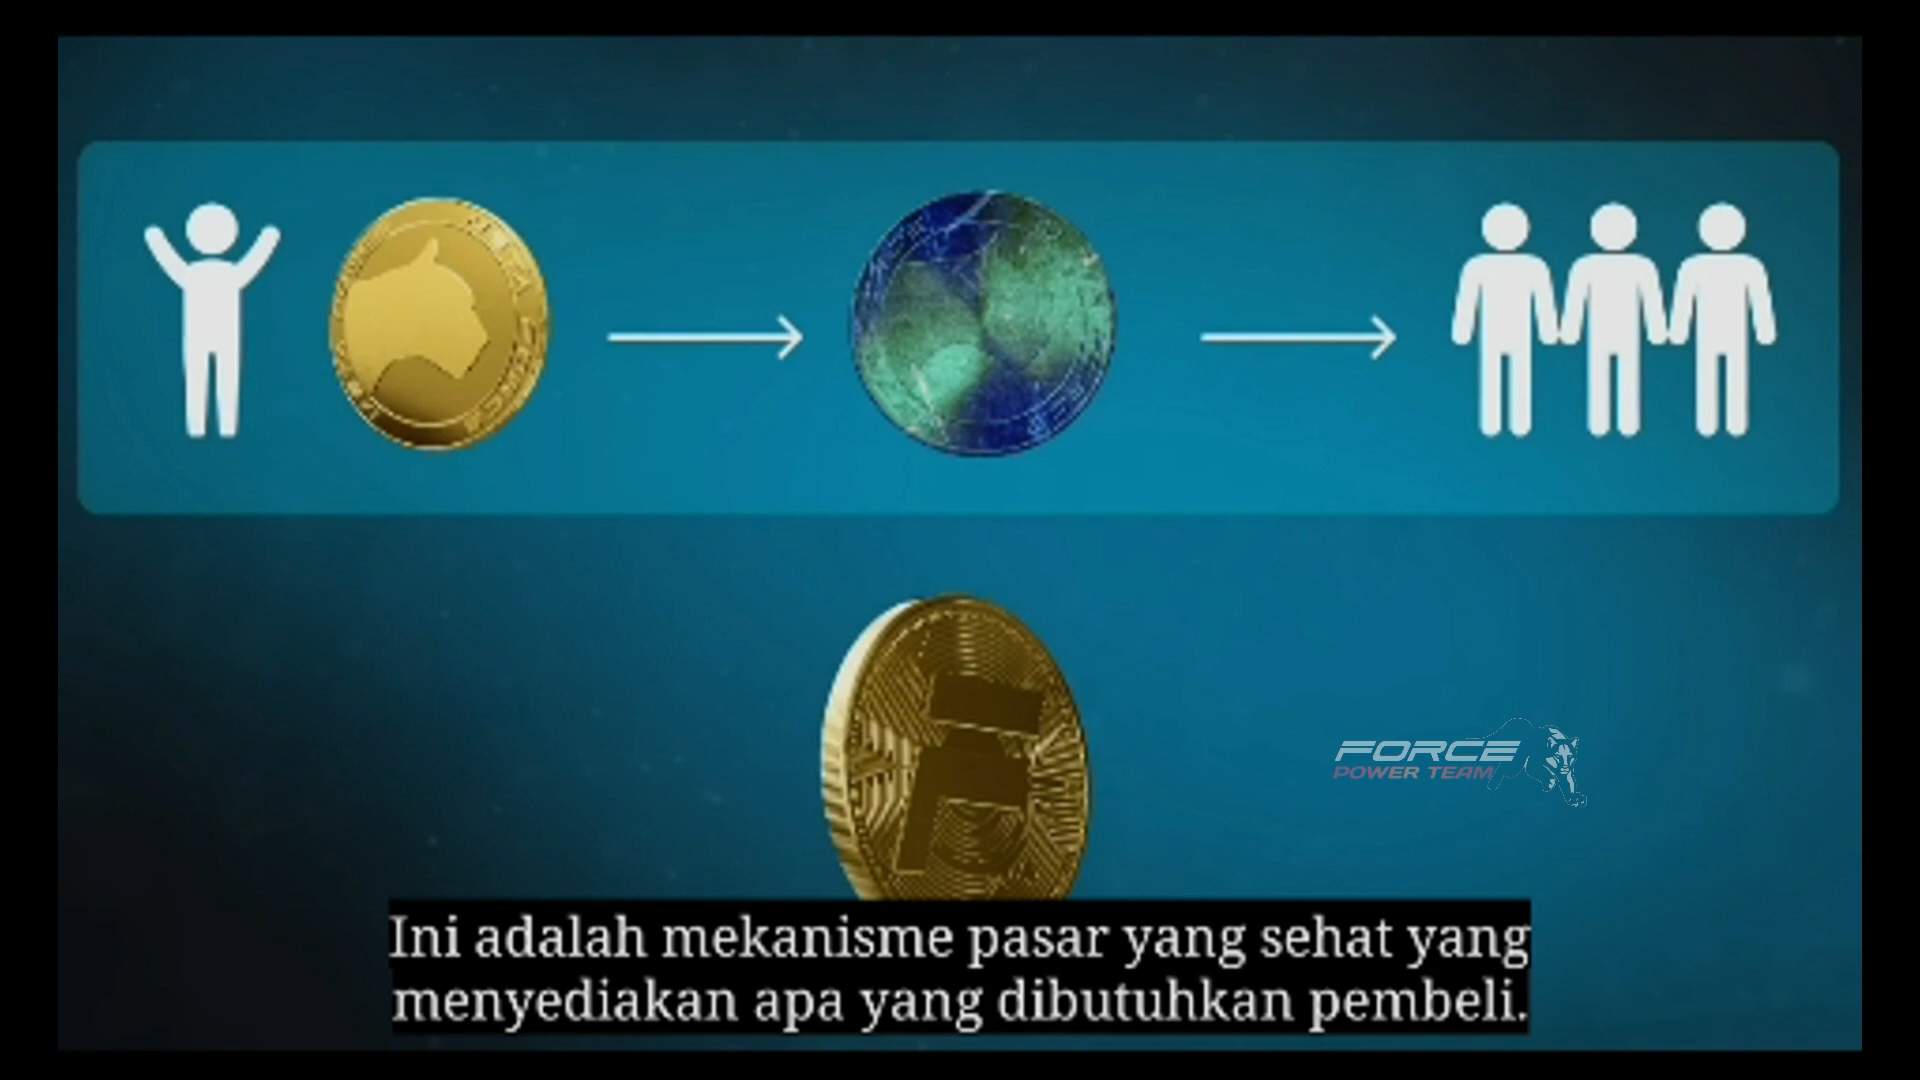 FORCE
POWER TEAM
Ini adalah mekanisme pasar yang sehat yang
menyediakan apa yang dibutuhkan pembeli.